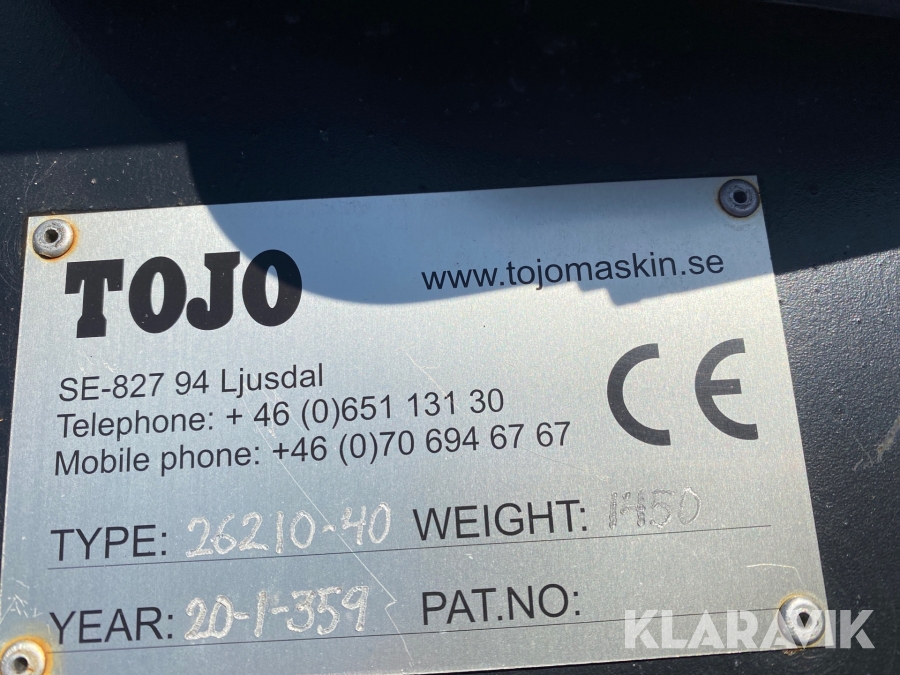 TOJO
www.tojomaskin.se
SE-827 94 Ljusdal
Telephone: + 46 (0)651 131 30
Mobile phone: +46 (0)70 694 67 67
CE
TYPE: 26210-40 WEIGHT: 1450
YEAR: 20-1-359 PAT.NO:
KLARAVIK